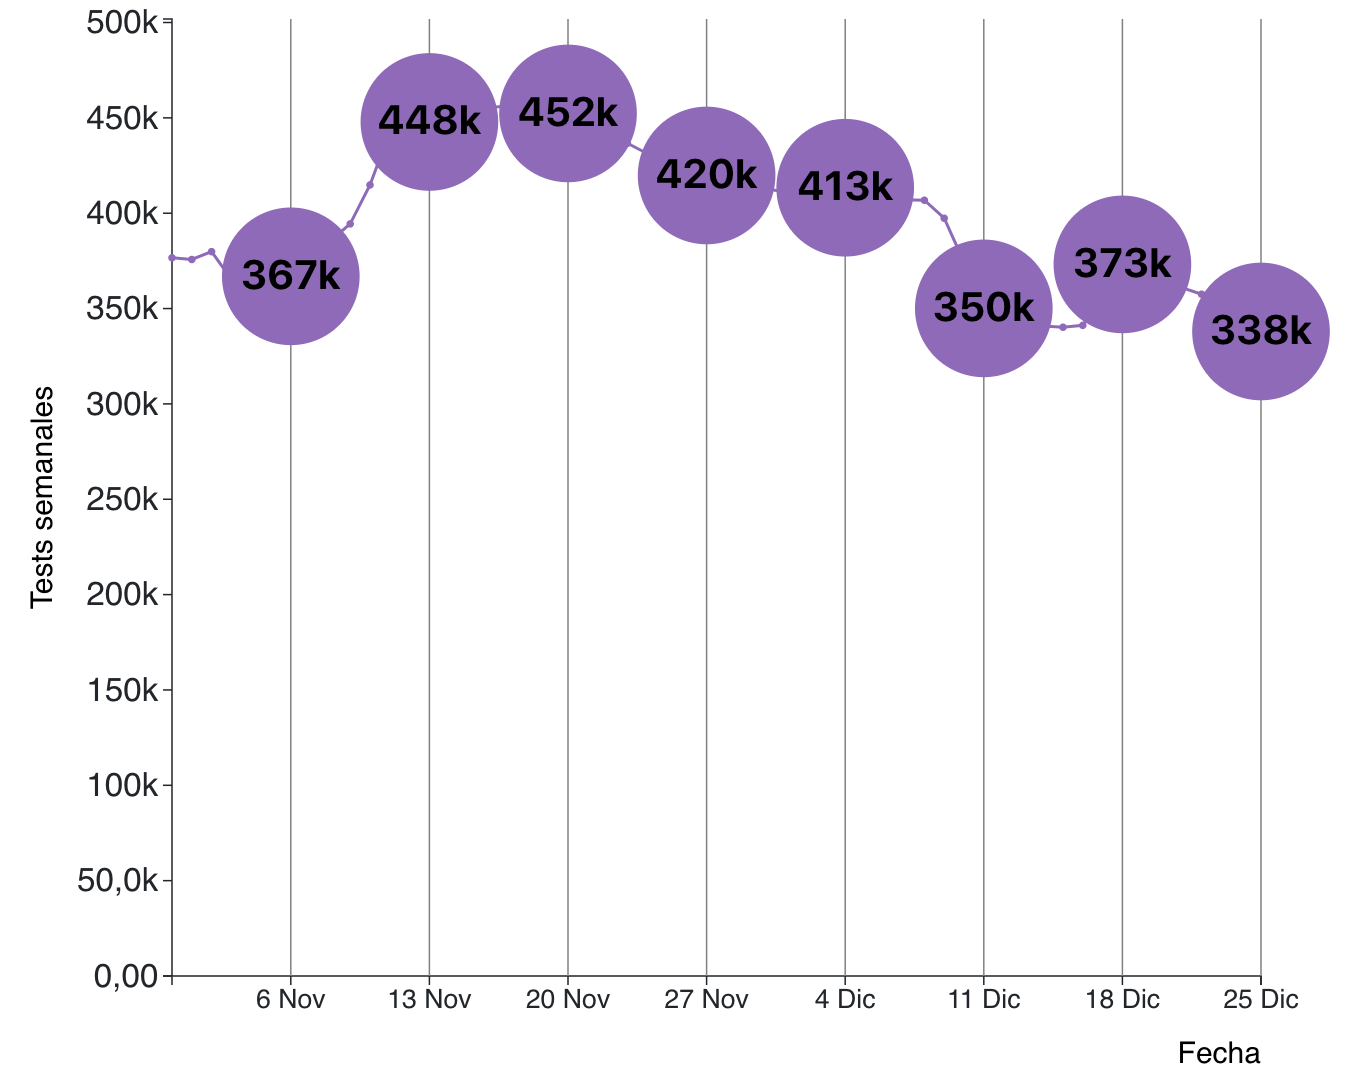 500k
450k
400k
350k
300k
250k
200k
150k
100k
50,0k
0,00
Tests semanales
367k
448k
452k
420k
413k
350k
373k
338k
6 Nov
13 Nov
20 Nov
27 Nov
4 Dic
11 Dic
18 Dic
25 Dic
Fecha